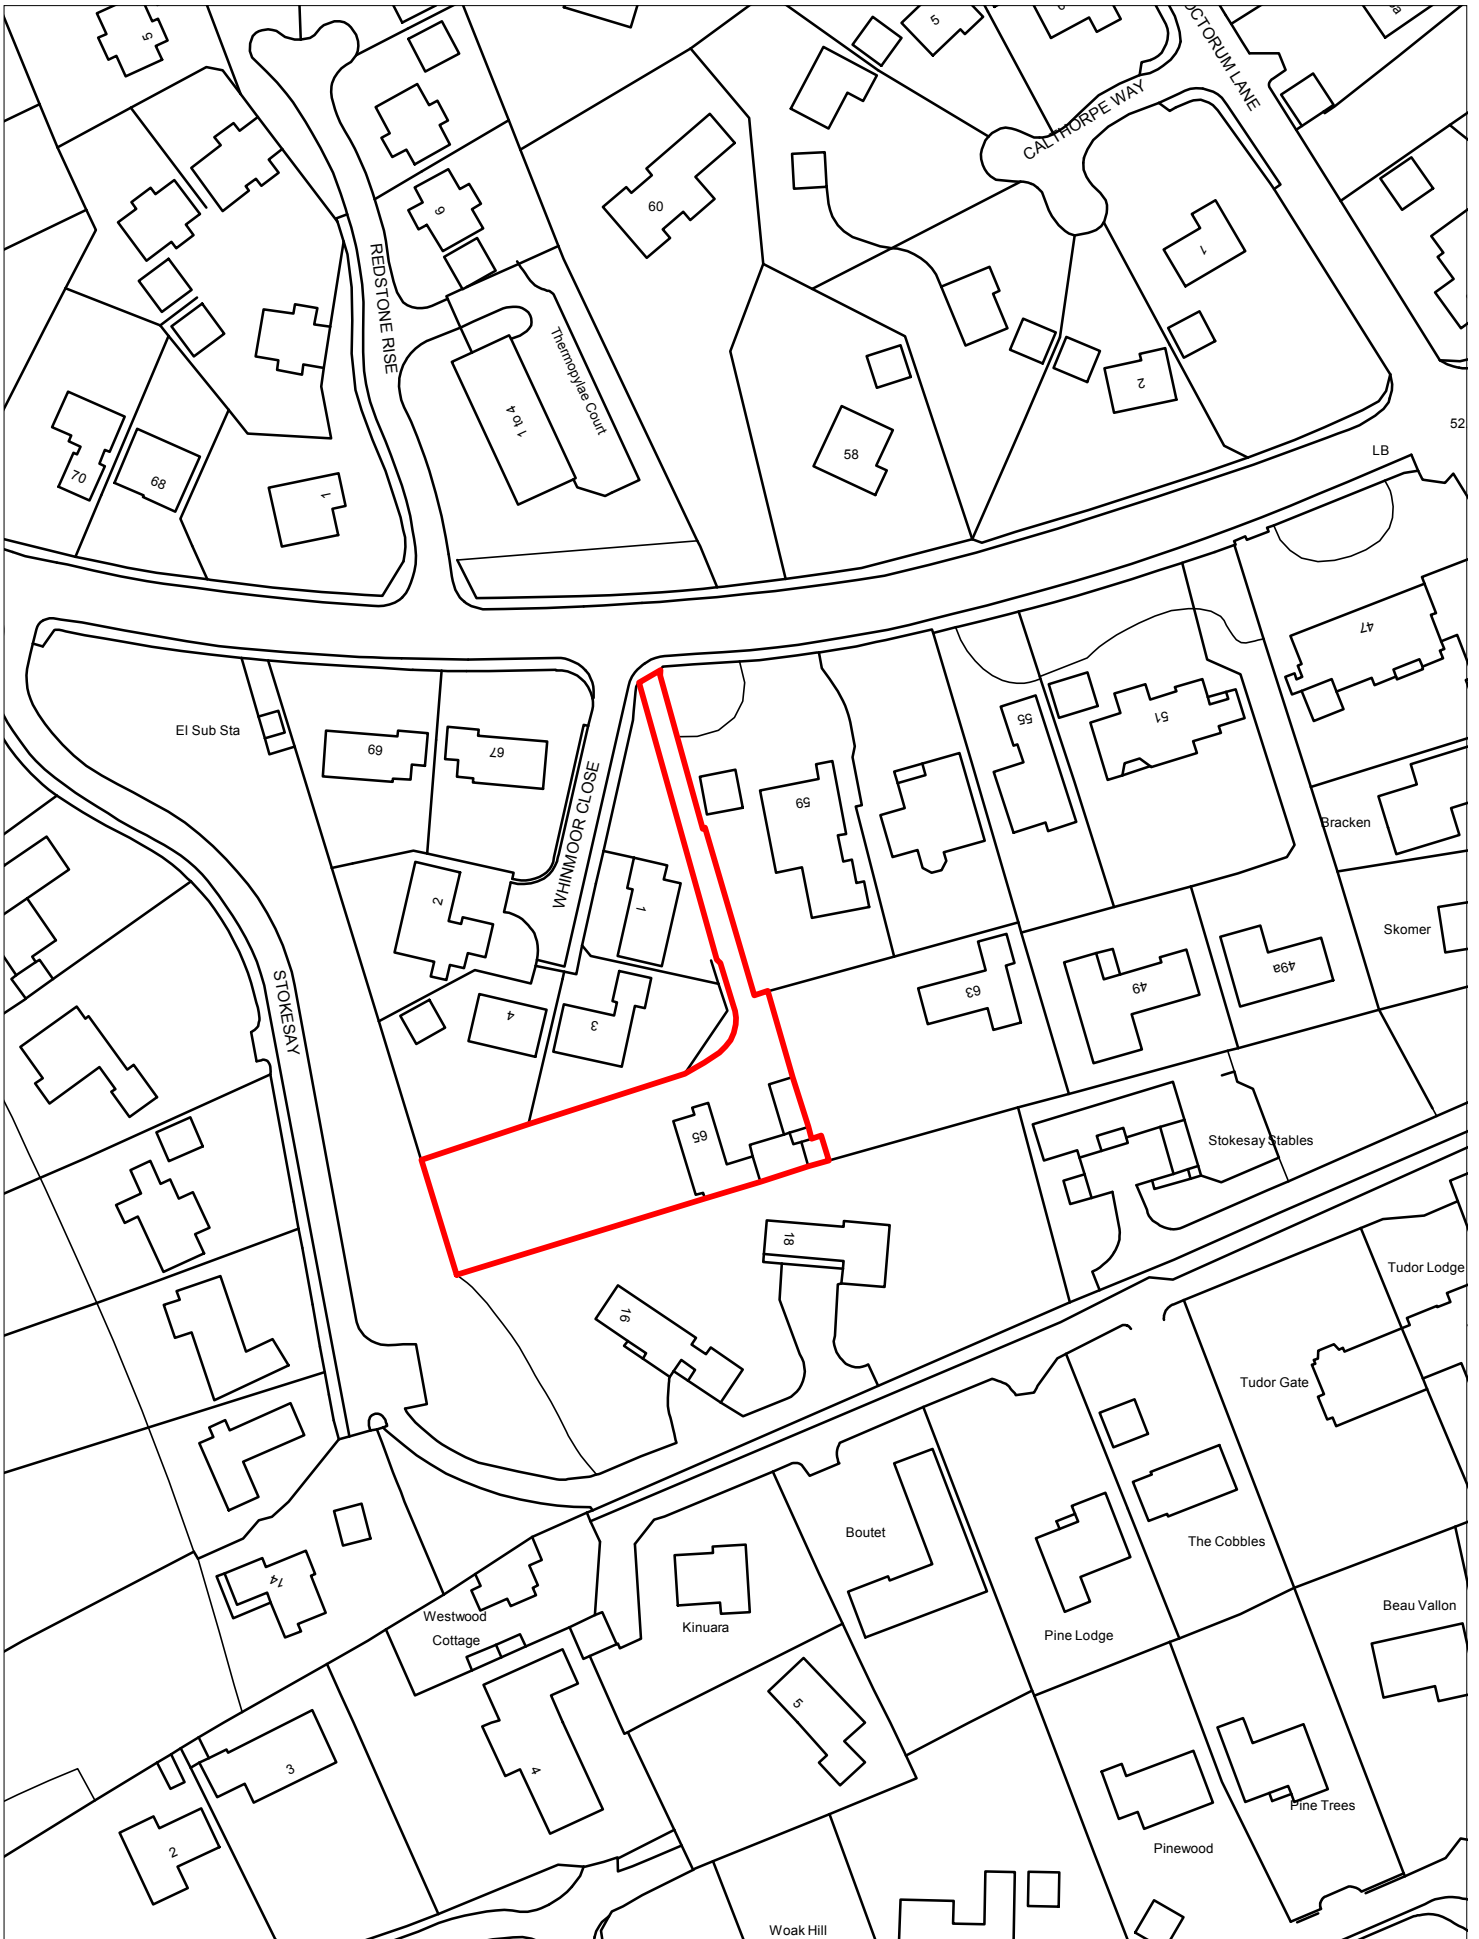 5
5
CALTHORPE WAY
OCTORUM LANE
60
9
REDSTONE RISE
1
Thermopylae Court
1 to 4
2
58
52
LB
70
68
1
47
El Sub Sta
69
67
WHINMOOR CLOSE
55
51
59
Bracken
2
1
Skomer
49a
63
49
STOKESAY
4
3
65
Stokesay Stables
18
Tudor Lodge
16
Tudor Gate
Boutet
The Cobbles
14
Westwood
Cottage
Kinuara
Pine Lodge
Beau Vallon
5
3
4
Pine Trees
2
Pinewood
Woak Hill